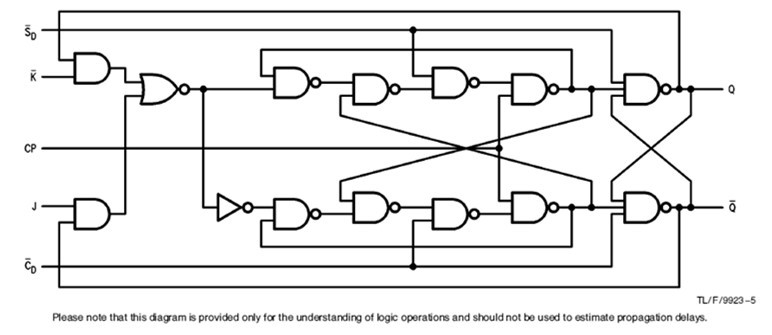 S̅D
K̅
CP
J
C̅D
Q
Q̅
TL/F/9923–5
Please note that this diagram is provided only for the understanding of logic operations and should not be used to estimate propagation delays.